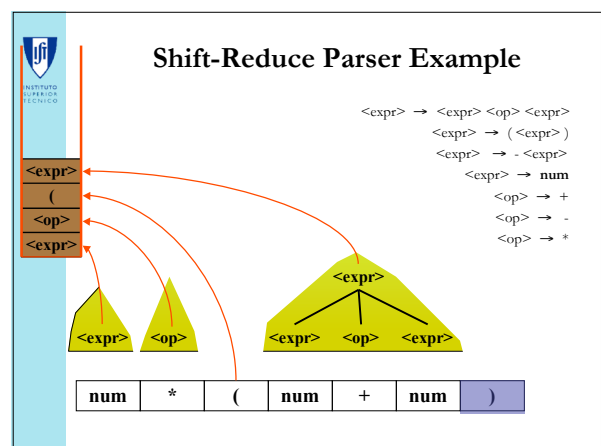 Shift-Reduce Parser Example
INSTITUTO
SUPERIOR
TÉCNICO
<expr> → <expr> <op> <expr>
<expr> → ( <expr> )
<expr> → - <expr>
<expr> → num
<op> → +
<op> → -
<op> → *
<expr>
(
<op>
<expr>
<expr>
<expr> <op> <expr> <op> <expr>
num * ( num + num )